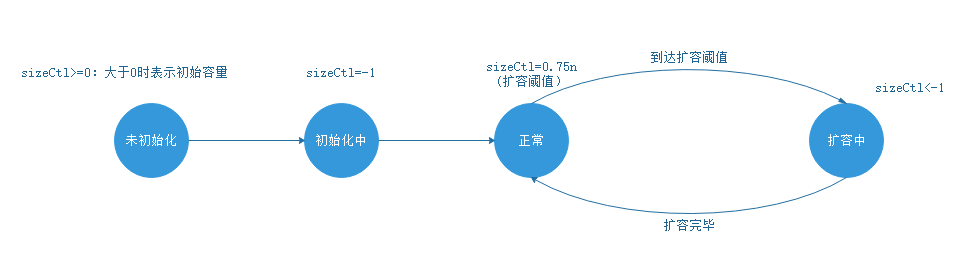 sizeCtl>=0：大于0时表示初始容量
sizeCtl=-1
sizeCtl=0.75n
（扩容阈值）
到达扩容阈值
sizeCtl<-1
未初始化
初始化中
正常
扩容中
扩容完毕